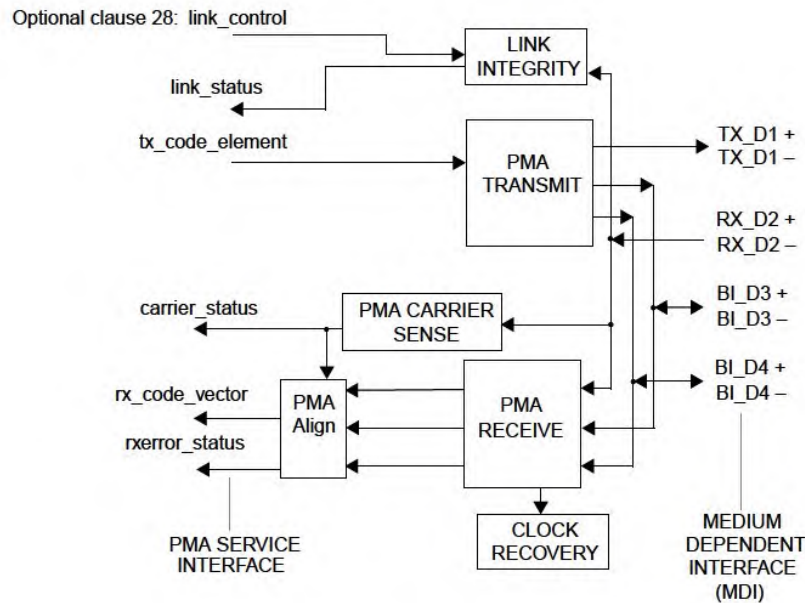 Optional clause 28: link_control
LINK
INTEGRITY
link_status
tx_code_element
PMA
TRANSMIT
TX_D1 +
TX_D1 –
RX_D2 +
RX_D2 –
carrier_status
PMA CARRIER
SENSE
BI_D3 +
BI_D3 –
rx_code_vector
PMA
Align
PMA
RECEIVE
BI_D4 +
BI_D4 –
rxerror_status
PMA SERVICE
INTERFACE
CLOCK
RECOVERY
MEDIUM
DEPENDENT
INTERFACE
(MDI)